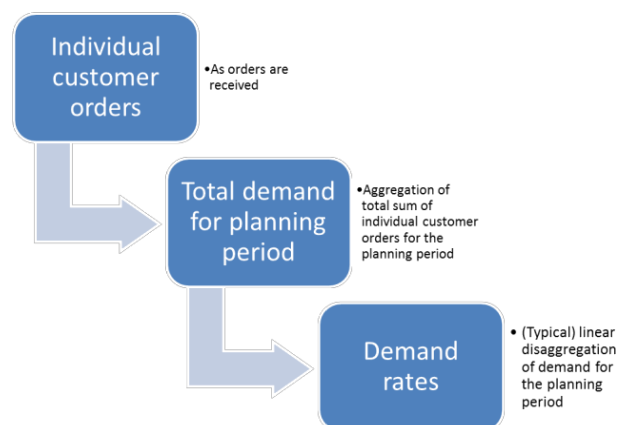 Individual
customer
orders
•As orders are
received
Total demand
for planning
period
•Aggregation of
total sum of
individual customer
orders for the
planning period
Demand
rates
• (Typical) linear
disaggregation
of demand for
the planning
period